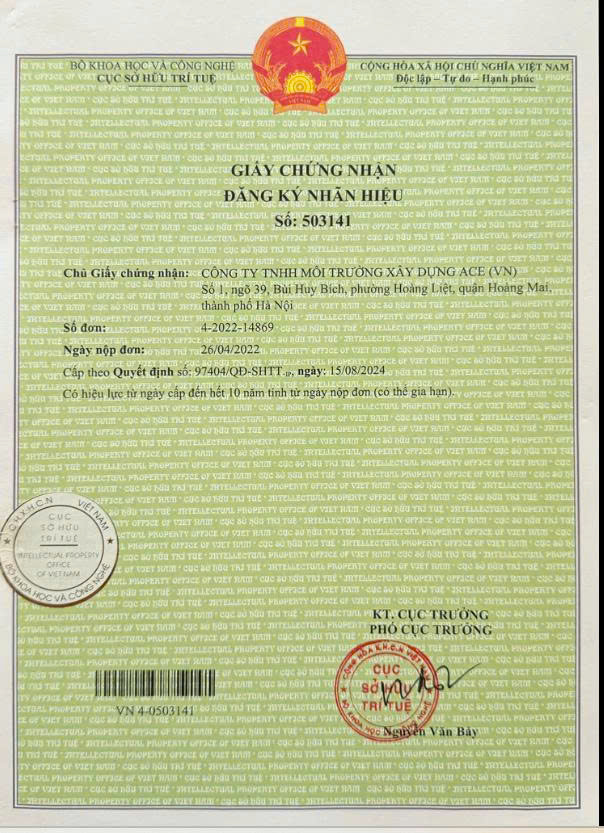 BỘ KHOA HỌC VÀ CÔNG NGHỆ
CỤC SỞ HỮU TRÍ TUỆ
CỘNG HÒA XÃ HỘI CHỦ NGHĨA VIỆT NAM
Độc lập – Tự do – Hạnh phúc
GIẤY CHỨNG NHẬN
ĐĂNG KÝ NHÃN HIỆU
Số: 503141
Chủ Giấy chứng nhận: CÔNG TY TNHH MÔI TRƯỜNG XÂY DỰNG ACE (VN)
Số 1, ngõ 39, Bùi Huy Bích, phường Hoàng Liệt, quận Hoàng Mai,
thành phố Hà Nội
Số đơn: 4-2022-14869
Ngày nộp đơn: 26/04/2022
Cấp theo Quyết định số: 97404/QĐ-SHTT.IP, ngày: 15/08/2024
Có hiệu lực từ ngày cấp đến hết 10 năm tính từ ngày nộp đơn (có thể gia hạn).
C.H.X.H.C.N VIỆT NAM
CỤC
SỞ HỮU
TRÍ TUỆ
INTELLECTUAL PROPERTY
OFFICE
OF VIETNAM
BỘ KHOA HỌC VÀ CÔNG NGHỆ
KT. CỤC TRƯỞNG
PHÓ CỤC TRƯỞNG
CỤC
SỞ HỮU
TRÍ TUỆ
VN 4-0503141
Nguyễn Văn Bảy